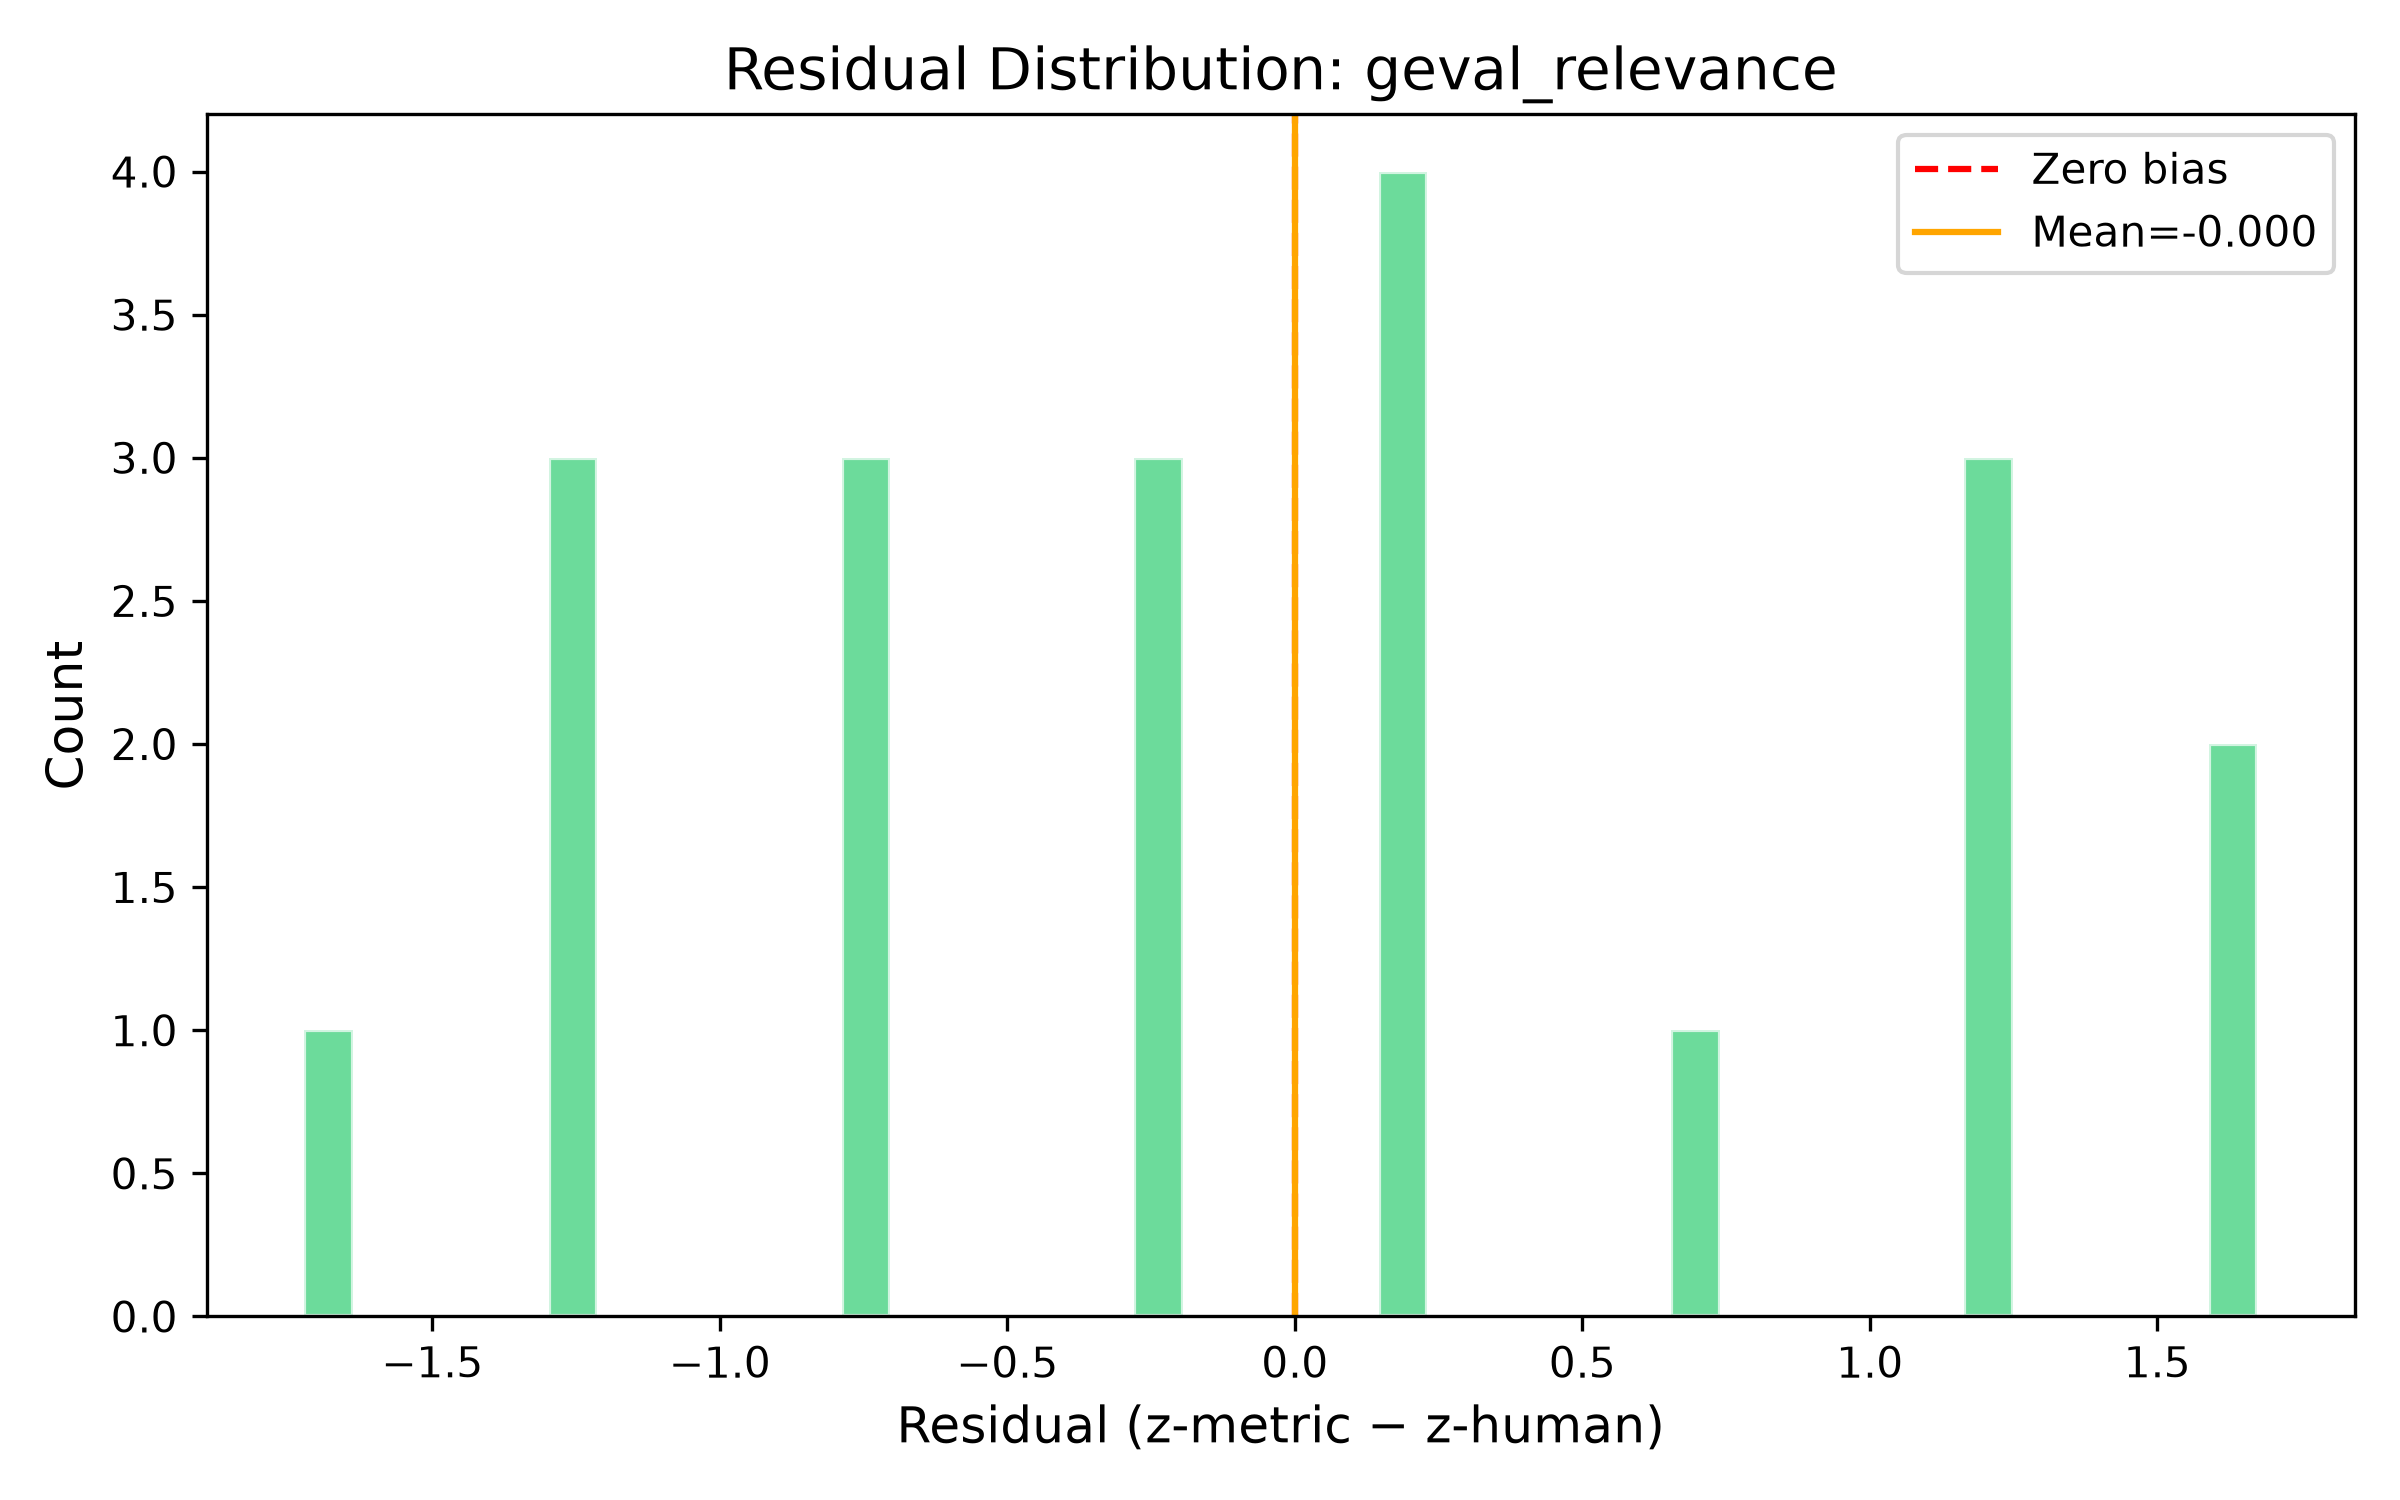 Residual Distribution: geval_relevance
Zero bias
Mean=-0.000
Count
4.0
3.5
3.0
2.5
2.0
1.5
1.0
0.5
0.0
−1.5 −1.0 −0.5 0.0 0.5 1.0 1.5
Residual (z-metric − z-human)